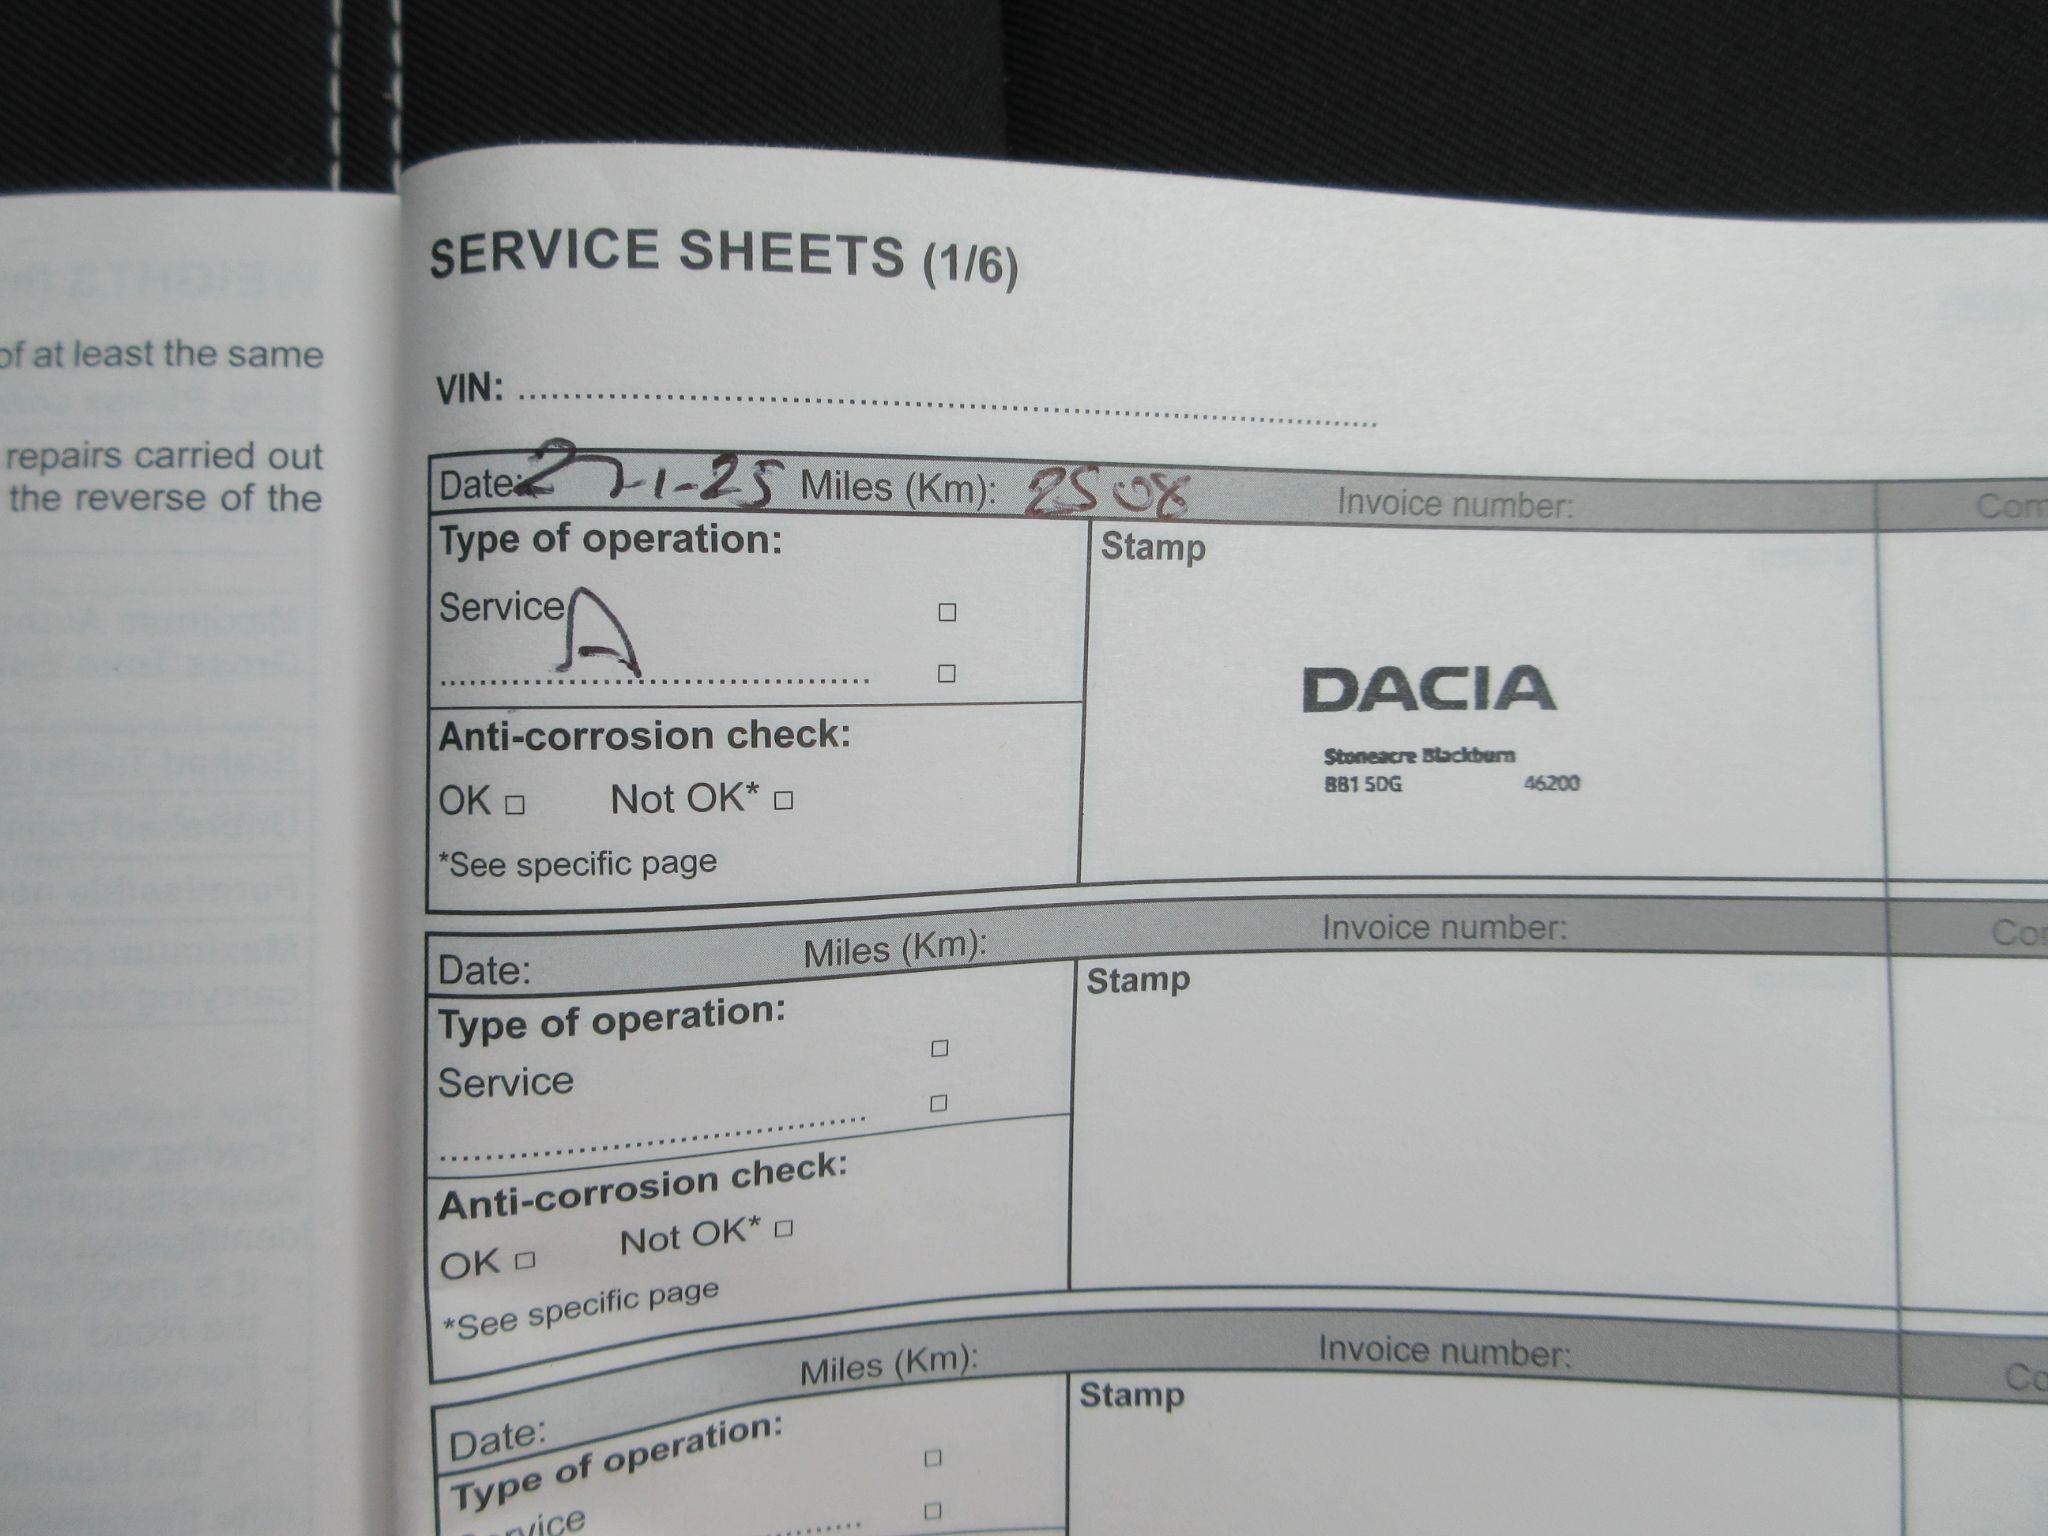 of at least the same
repairs carried out
the reverse of the
SERVICE SHEETS (1/6)
VIN: ........................................
Date: 27-1-25 Miles (Km): 2508 Invoice number:
Type of operation:
Service A
Stamp
DACIA
Stoneacre Blackburn
BB1 5DG 46200
Anti-corrosion check:
OK □ Not OK* □
*See specific page
Date: Miles (Km): Invoice number:
Type of operation:
Stamp
Service
Anti-corrosion check:
OK □ Not OK* □
*See specific page
Date: Miles (Km): Invoice number:
Type of operation:
Stamp
Service